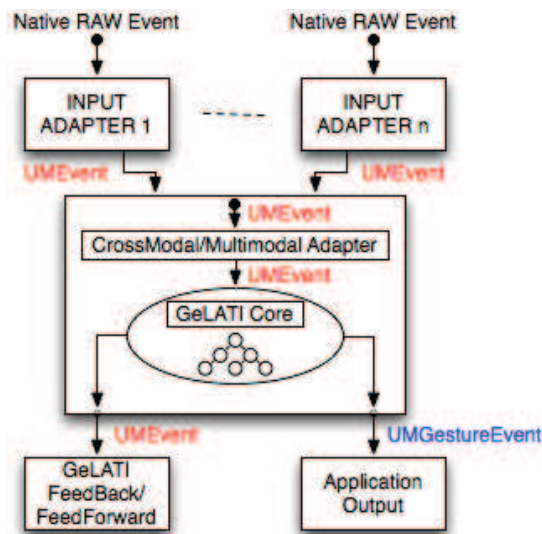 Native RAW Event
Native RAW Event
INPUT
ADAPTER 1
INPUT
ADAPTER n
UMEvent
UMEvent
UMEvent
CrossModal/Multimodal Adapter
UMEvent
GeLATI Core
UMEvent
UMGestureEvent
GeLATI
FeedBack/
FeedForward
Application
Output